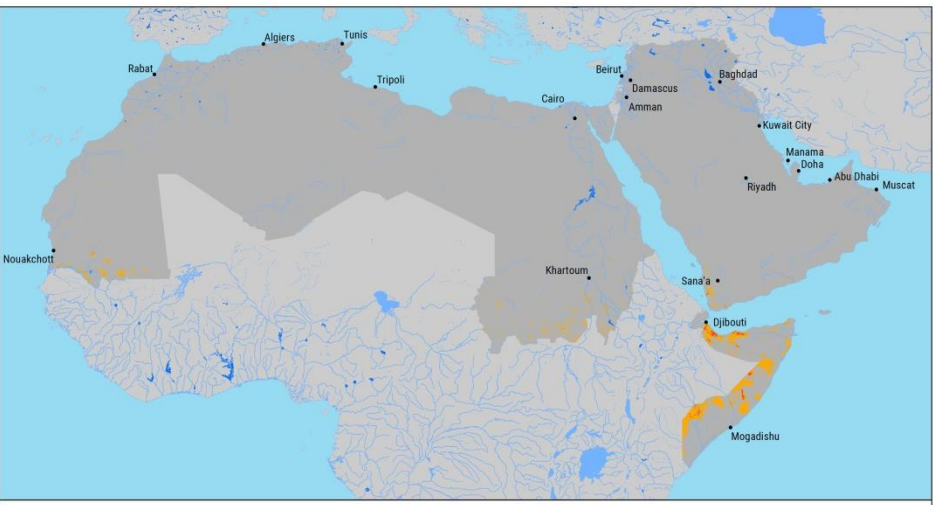 Algiers
Tunis
Rabat
Tripoli
Beirut
Baghdad
Damascus
Cairo
Amman
Kuwait City
Manama
Doha
Abu Dhabi
Riyadh
Muscat
Nouakchott
Khartoum
Sana'a
Djibouti
Mogadishu